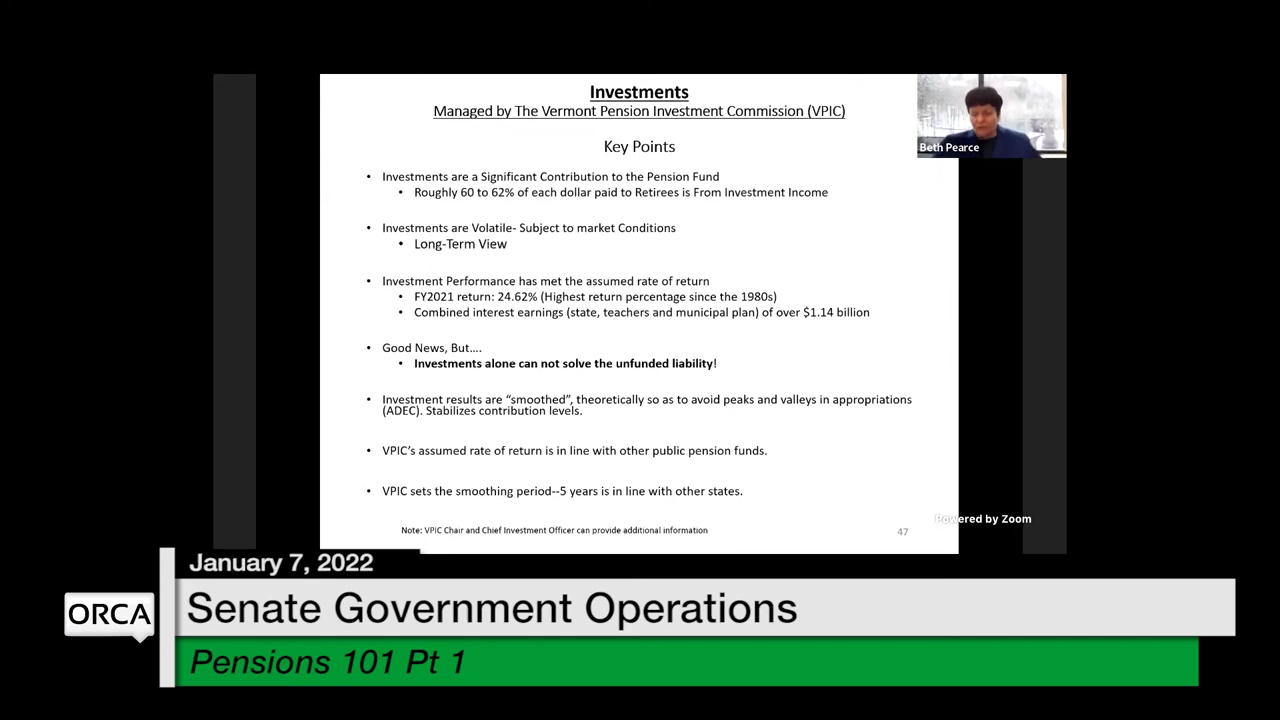 Investments
Managed by The Vermont Pension Investment Commission (VPIC)
Beth Pearce
Key Points
• Investments are a Significant Contribution to the Pension Fund
• Roughly 60 to 62% of each dollar paid to Retirees is From Investment Income
• Investments are Volatile- Subject to market Conditions
• Long-Term View
• Investment Performance has met the assumed rate of return
• FY2021 return: 24.62% (Highest return percentage since the 1980s)
• Combined interest earnings (state, teachers and municipal plan) of over $1.14 billion
• Good News, But....
• Investments alone can not solve the unfunded liability!
• Investment results are “smoothed”, theoretically so as to avoid peaks and valleys in appropriations
(ADEC). Stabilizes contribution levels.
• VPIC’s assumed rate of return is in line with other public pension funds.
• VPIC sets the smoothing period--5 years is in line with other states.
Note: VPIC Chair and Chief Investment Officer can provide additional information
47
Powered by Zoom
January 7, 2022
ORCA
Senate Government Operations
Pensions 101 Pt 1